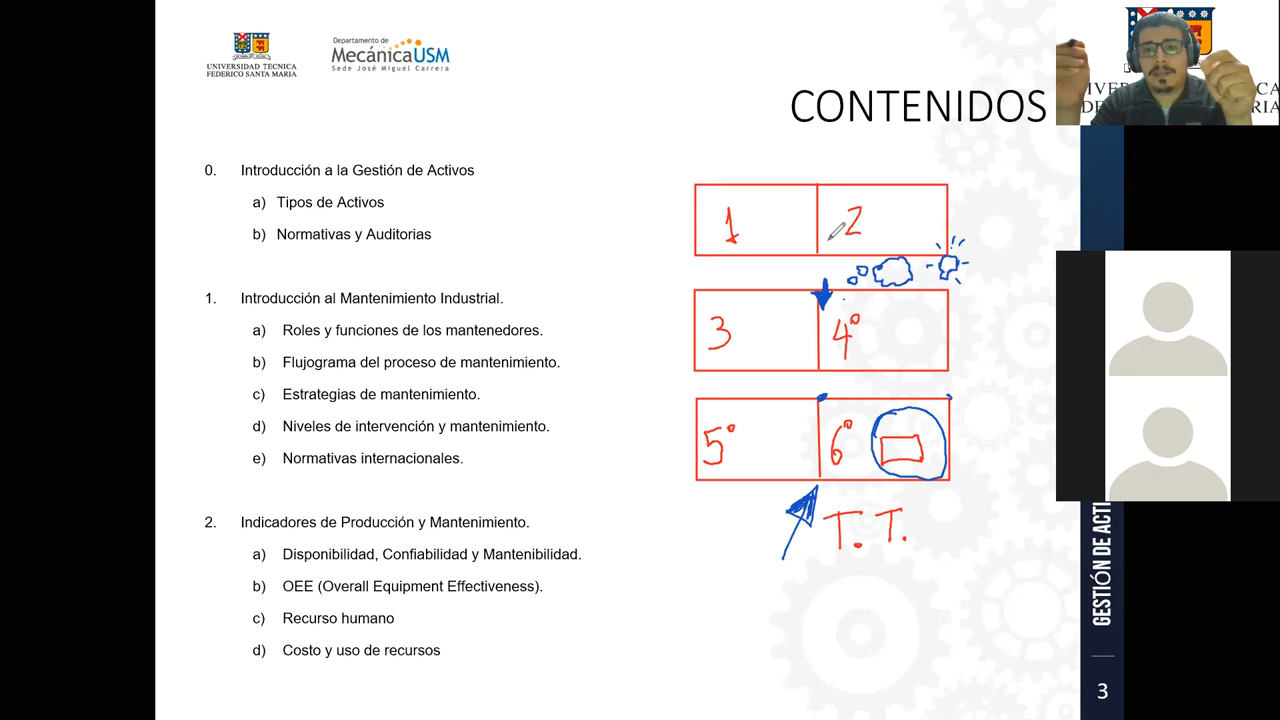 UNIVERSIDAD TECNICA
FEDERICO SANTA MARIA
Departamento de
MecánicaUSM
Sede José Miguel Carrera
CONTENIDOS
0. Introducción a la Gestión de Activos
a) Tipos de Activos
b) Normativas y Auditorias
1. Introducción al Mantenimiento Industrial.
a) Roles y funciones de los mantenedores.
b) Flujograma del proceso de mantenimiento.
c) Estrategias de mantenimiento.
d) Niveles de intervención y mantenimiento.
e) Normativas internacionales.
2. Indicadores de Producción y Mantenimiento.
a) Disponibilidad, Confiabilidad y Mantenibilidad.
b) OEE (Overall Equipment Effectiveness).
c) Recurso humano
d) Costo y uso de recursos
1 2
3 4°
5° 6°
T. T.
GESTIÓN DE ACTI
3